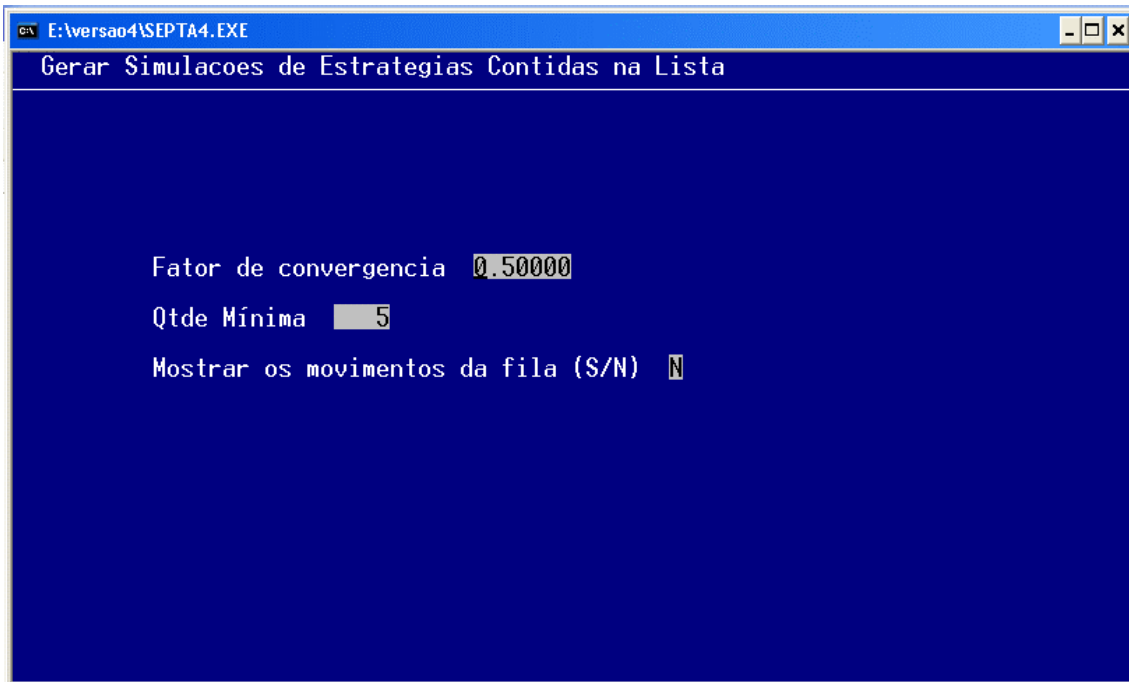 E:\versao4\SEPTA4.EXE
Gerar Simulacoes de Estrategias Contidas na Lista
Fator de convergencia 0.50000
Qtde Mínima 5
Mostrar os movimentos da fila (S/N) N